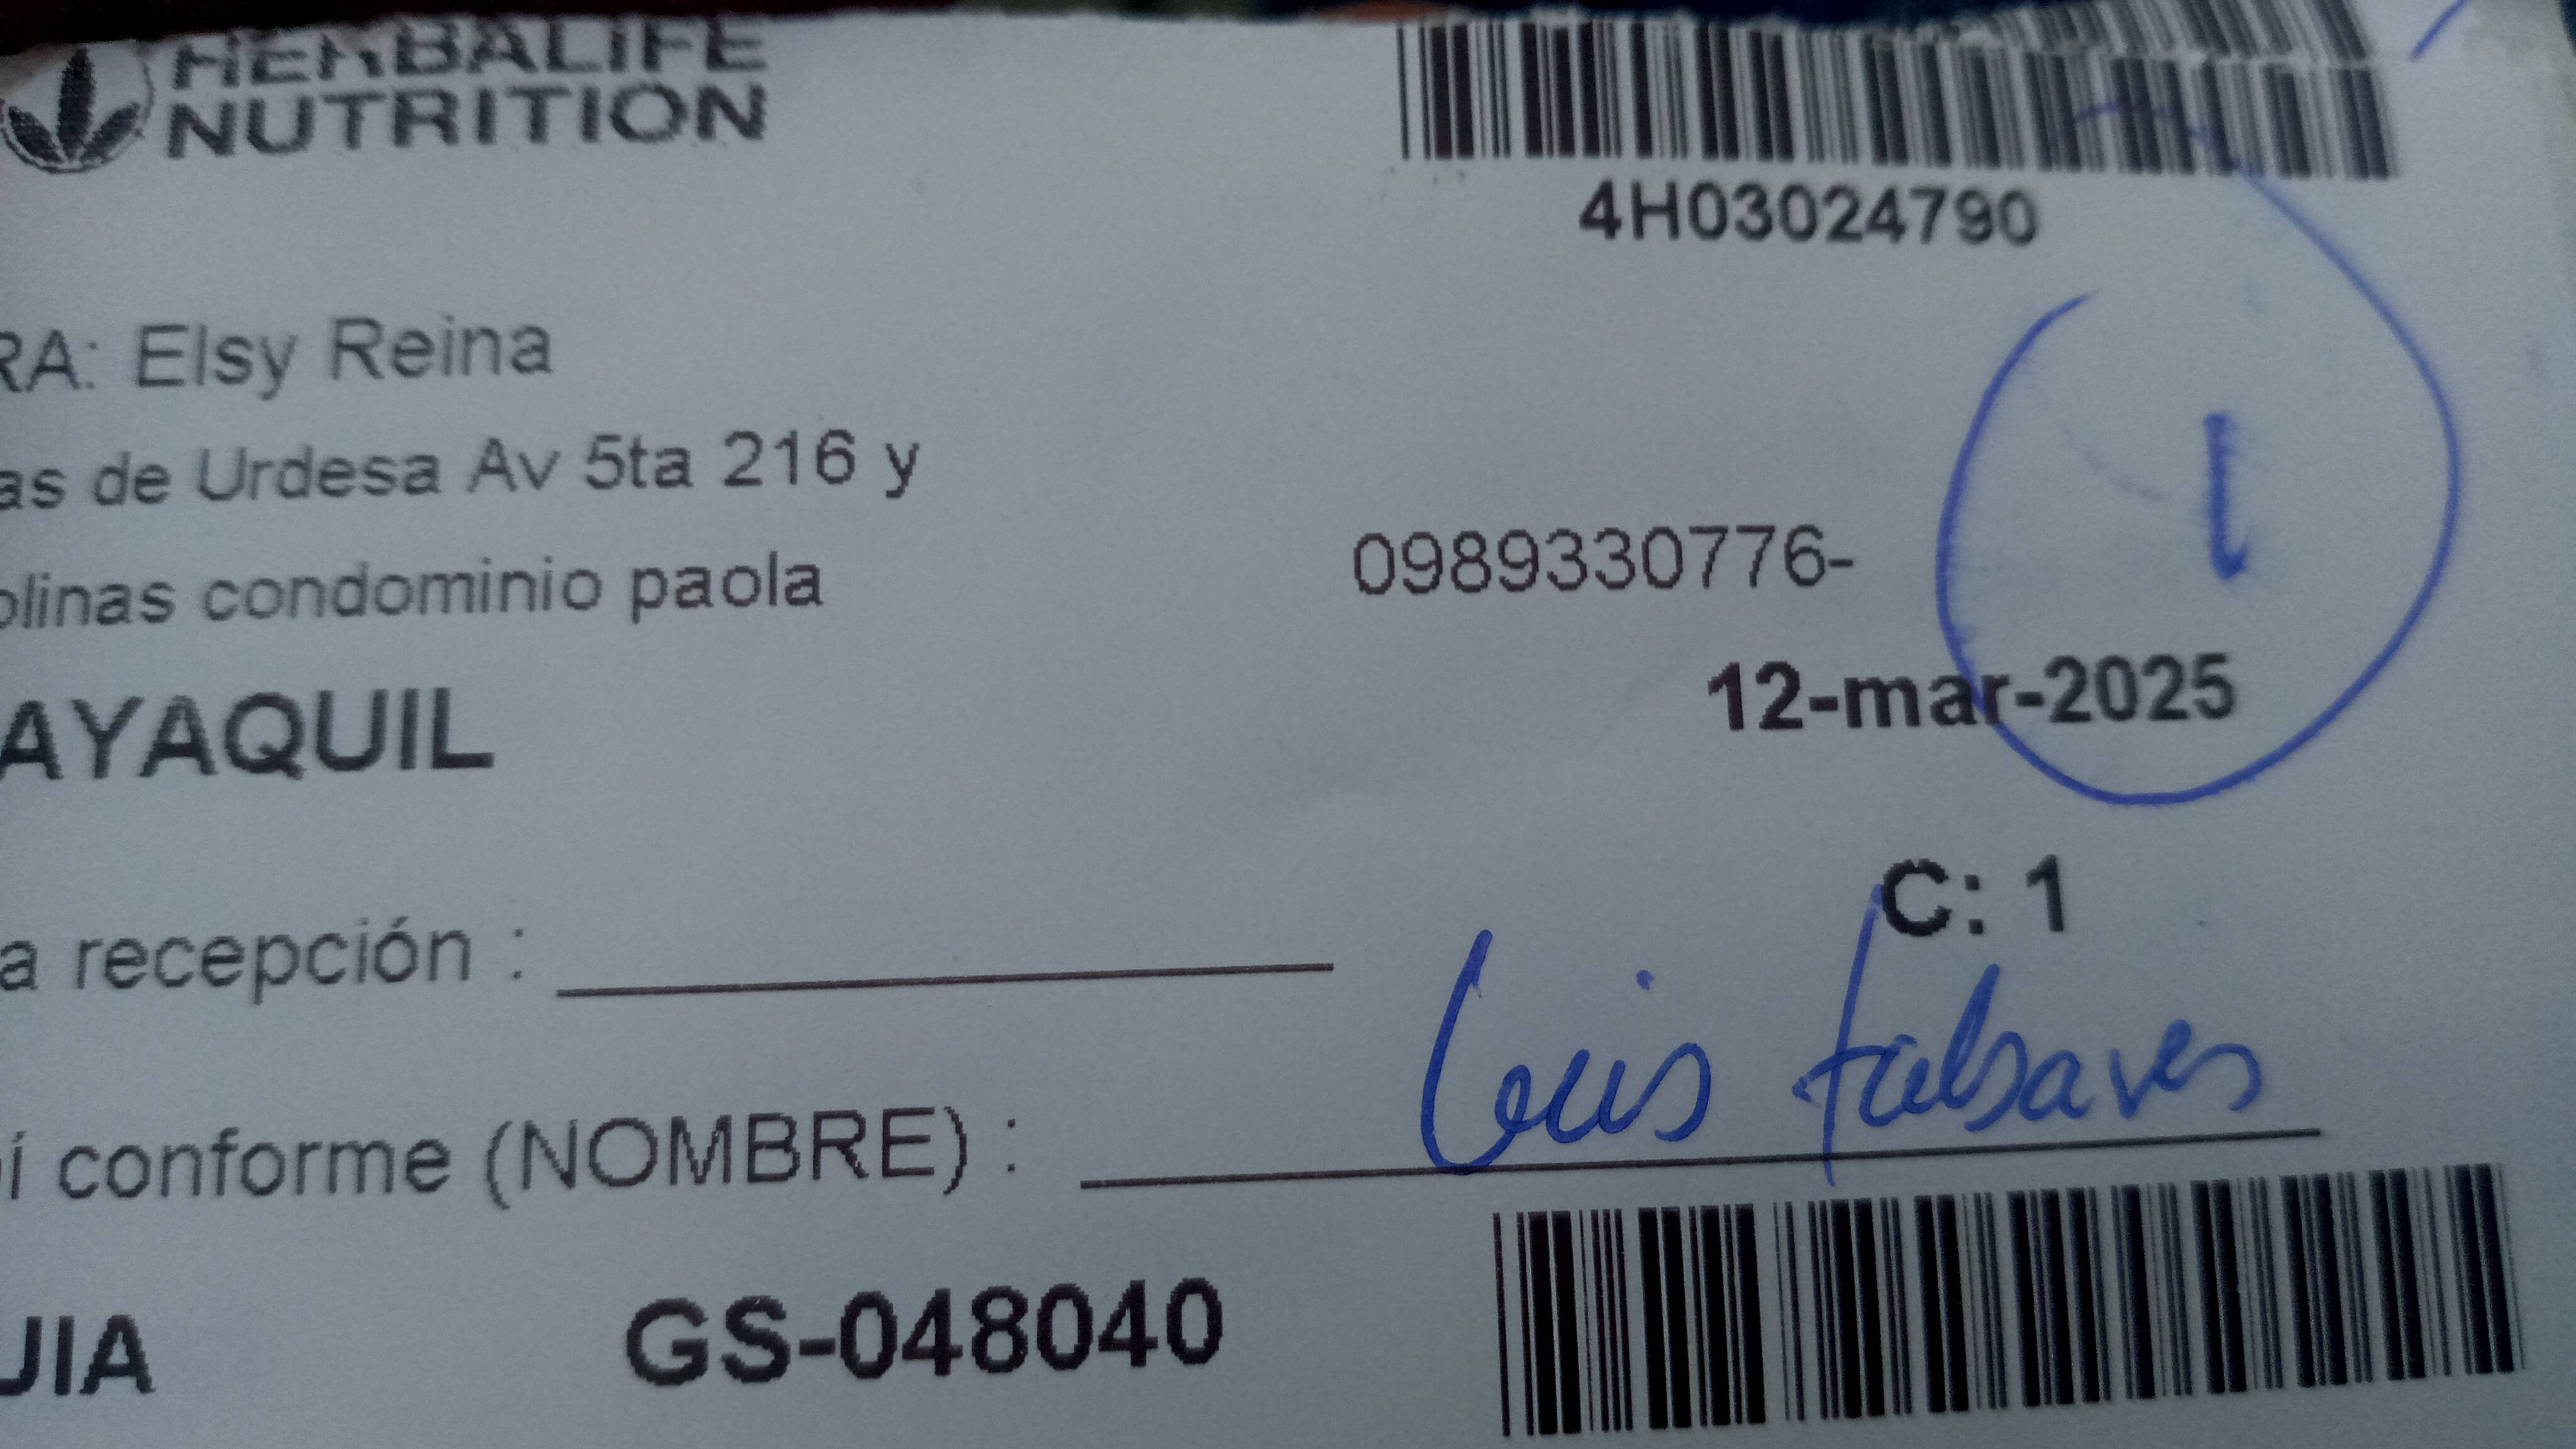 HERBALIFE
NUTRITION
4H03024790
RA: Elsy Reina
as de Urdesa Av 5ta 216 y
olinas condominio paola
0989330776-
1
12-mar-2025
AYAQUIL
C: 1
a recepción :
í conforme (NOMBRE) : Luis
UIA
GS-048040